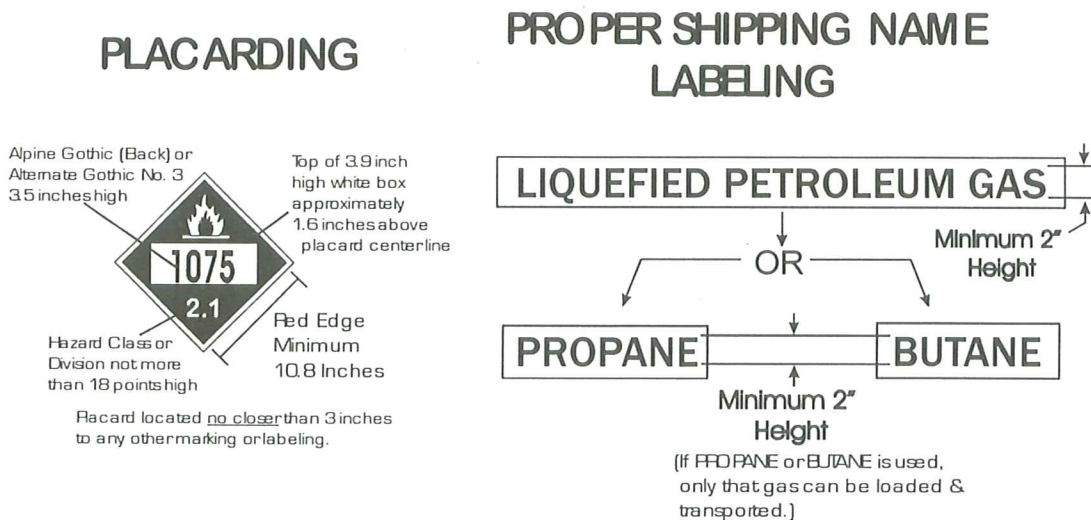 PLACARDING
Alpine Gothic (Back) or
Alternate Gothic No. 3
3.5 inches high
Top of 3.9 inch
high white box
approximately
1.6 inches above
placard centerline
1075
2.1
Hazard Class or
Division not more
than 18 points high
Red Edge
Minimum
10.8 Inches
Placard located no closer than 3 inches
to any other marking or labeling.
PROPER SHIPPING NAME
LABELING
LIQUEFIED PETROLEUM GAS
Minimum 2"
Height
OR
PROPANE
BUTANE
Minimum 2"
Height
(If PROPANE or BUTANE is used,
only that gas can be loaded &
transported.)